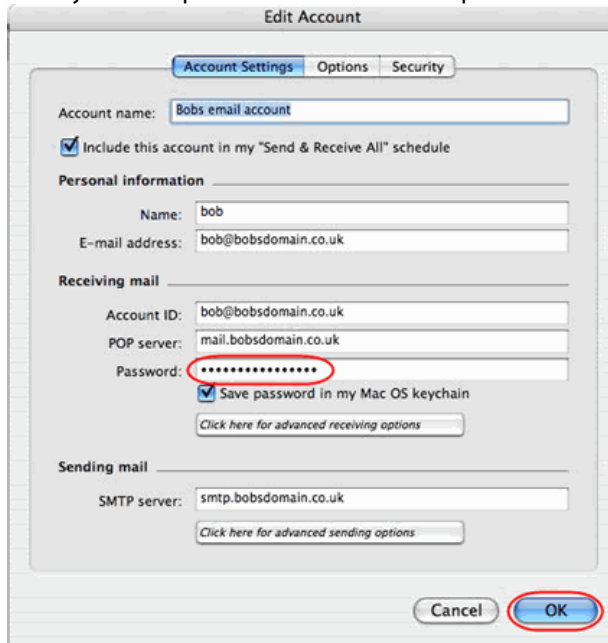 Edit Account
Account Settings Options Security
Account name: Bobs email account
Include this account in my "Send & Receive All" schedule
Personal information
Name: bob
E-mail address: bob@bobsdomain.co.uk
Receiving mail
Account ID: bob@bobsdomain.co.uk
POP server: mail.bobsdomain.co.uk
Password: ••••••••••••••••
Save password in my Mac OS keychain
Click here for advanced receiving options
Sending mail
SMTP server: smtp.bobsdomain.co.uk
Click here for advanced sending options
Cancel OK